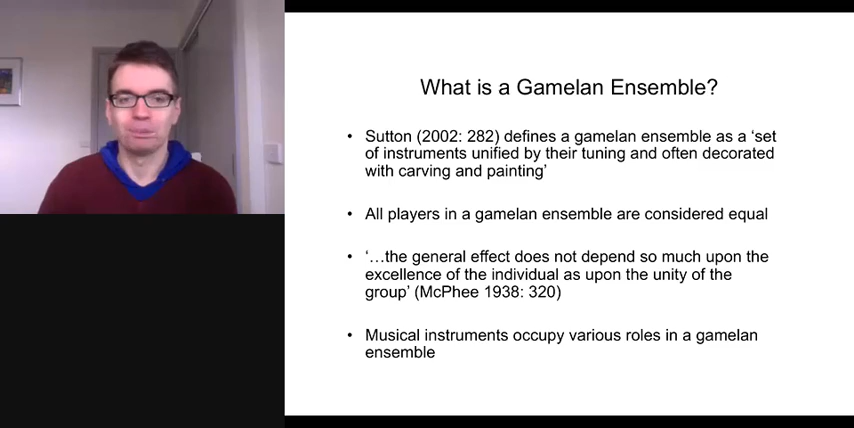 What is a Gamelan Ensemble?
• Sutton (2002: 282) defines a gamelan ensemble as a ‘set
of instruments unified by their tuning and often decorated
with carving and painting’
• All players in a gamelan ensemble are considered equal
• ‘…the general effect does not depend so much upon the
excellence of the individual as upon the unity of the
group’ (McPhee 1938: 320)
• Musical instruments occupy various roles in a gamelan
ensemble